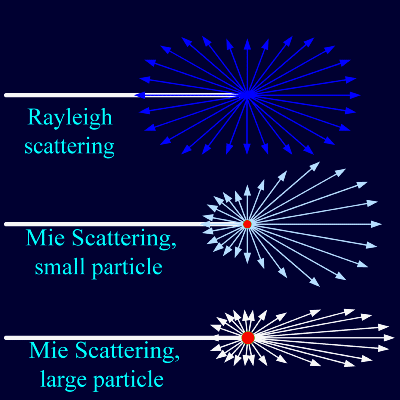 Rayleigh
scattering
Mie Scattering,
small particle
Mie Scattering,
large particle